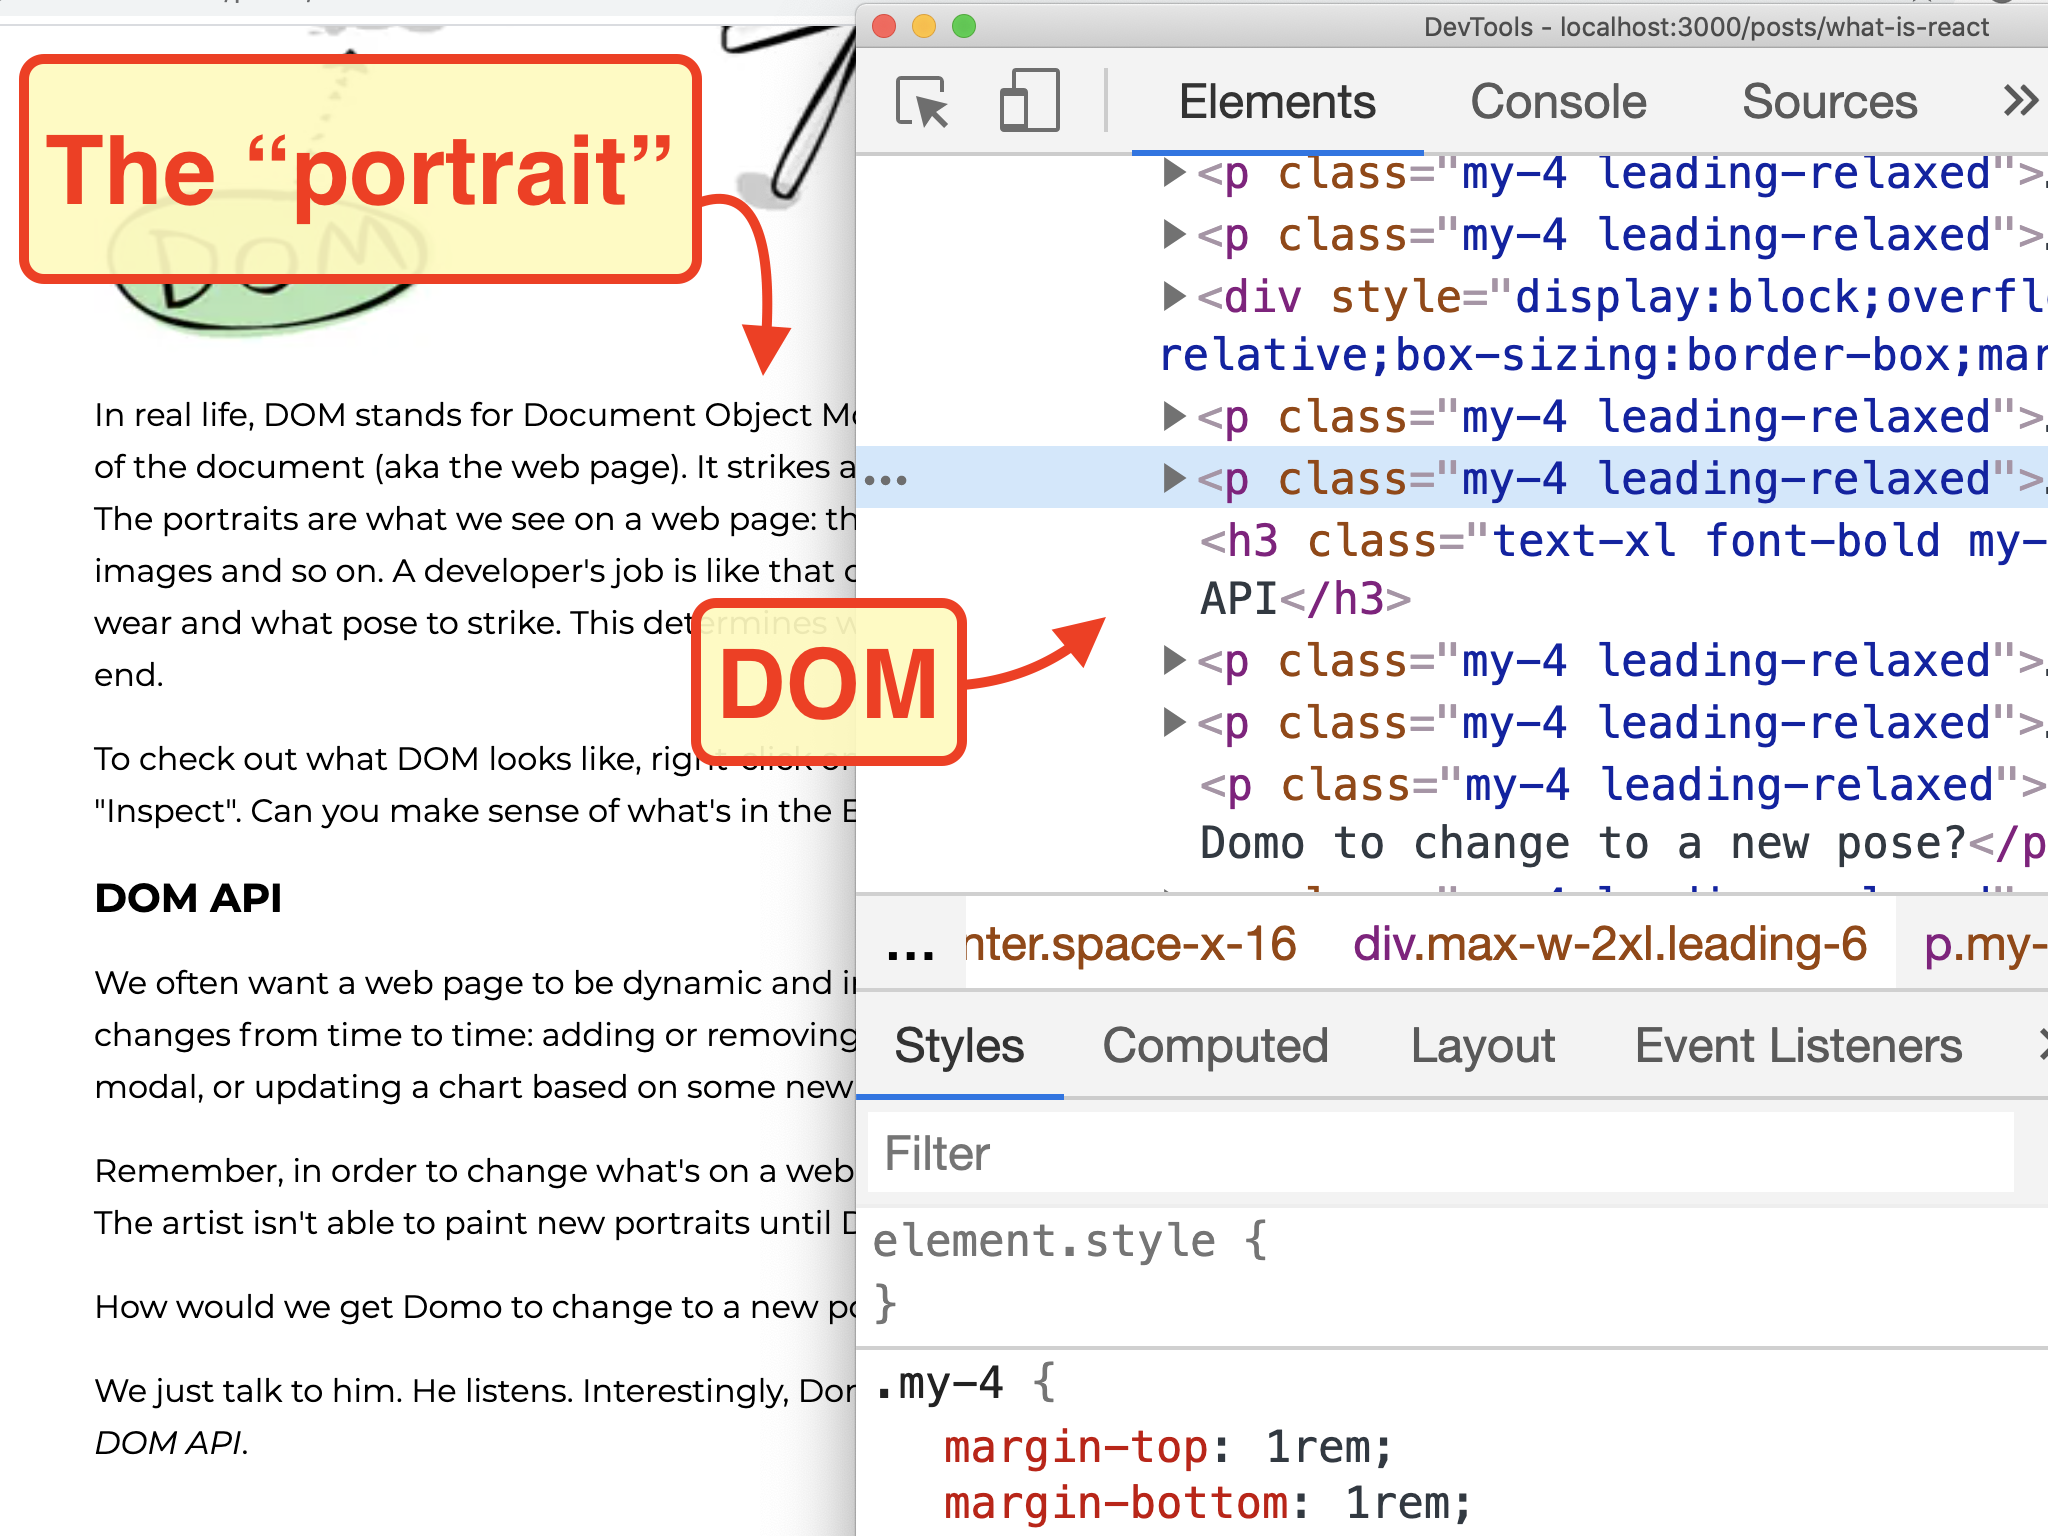 The “portrait”
DOM
In real life, DOM stands for Document Object
of the document (aka the web page). It strikes a
The portraits are what we see on a web page:
images and so on. A developer's job is like that
wear and what pose to strike. This determines
end.
To check out what DOM looks like, right-click
"Inspect". Can you make sense of what's in the
DOM API
We often want a web page to be dynamic and
changes from time to time: adding or removing
modal, or updating a chart based on some new
Remember, in order to change what's on a web
The artist isn't able to paint new portraits until
How would we get Domo to change to a new
We just talk to him. He listens. Interestingly,
DOM API.
DOM
DevTools - localhost:3000/posts/what-is-react
Elements Console Sources »
<p class="my-4 leading-relaxed">
<p class="my-4 leading-relaxed">
<div style="display:block;overfl
relative;box-sizing:border-box;mar
<p class="my-4 leading-relaxed">
... <p class="my-4 leading-relaxed">
<h3 class="text-xl font-bold my-
API</h3>
<p class="my-4 leading-relaxed">
<p class="my-4 leading-relaxed">
<p class="my-4 leading-relaxed">
Domo to change to a new pose?</p
... nter.space-x-16 div.max-w-2xl.leading-6 p.my-
Styles Computed Layout Event Listeners
Filter
element.style {
}
.my-4 {
margin-top: 1rem;
margin-bottom: 1rem;